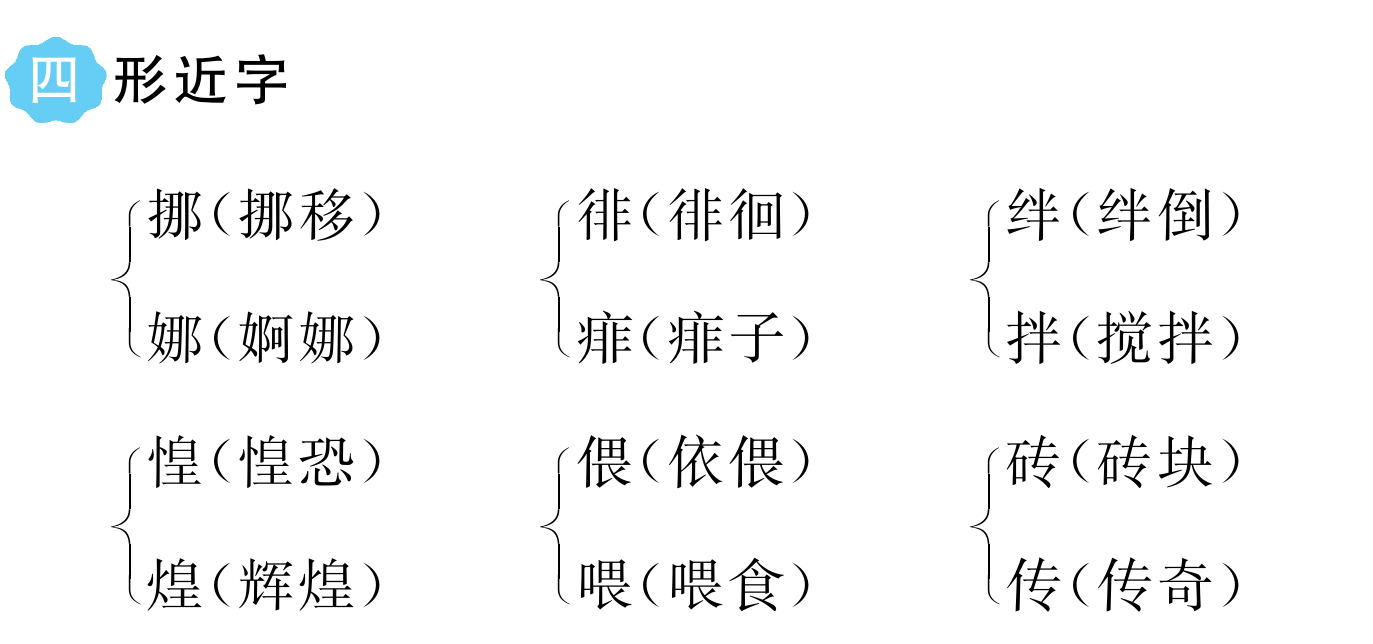 四 形近字
挪(挪移) 徘(徘徊) 绊(绊倒)
娜(婀娜) 痱(痱子) 拌(搅拌)
惶(惶恐) 偎(依偎) 砖(砖块)
煌(辉煌) 喂(喂食) 传(传奇)